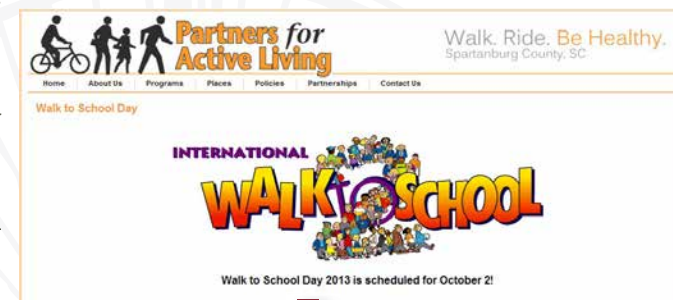 Partners for
Active Living
Walk. Ride. Be Healthy.
Spartanburg County, SC
Home About Us Programs Places Policies Partnerships Contact Us
Walk to School Day
INTERNATIONAL
WALK to SCHOOL
Walk to School Day 2013 is scheduled for October 2!